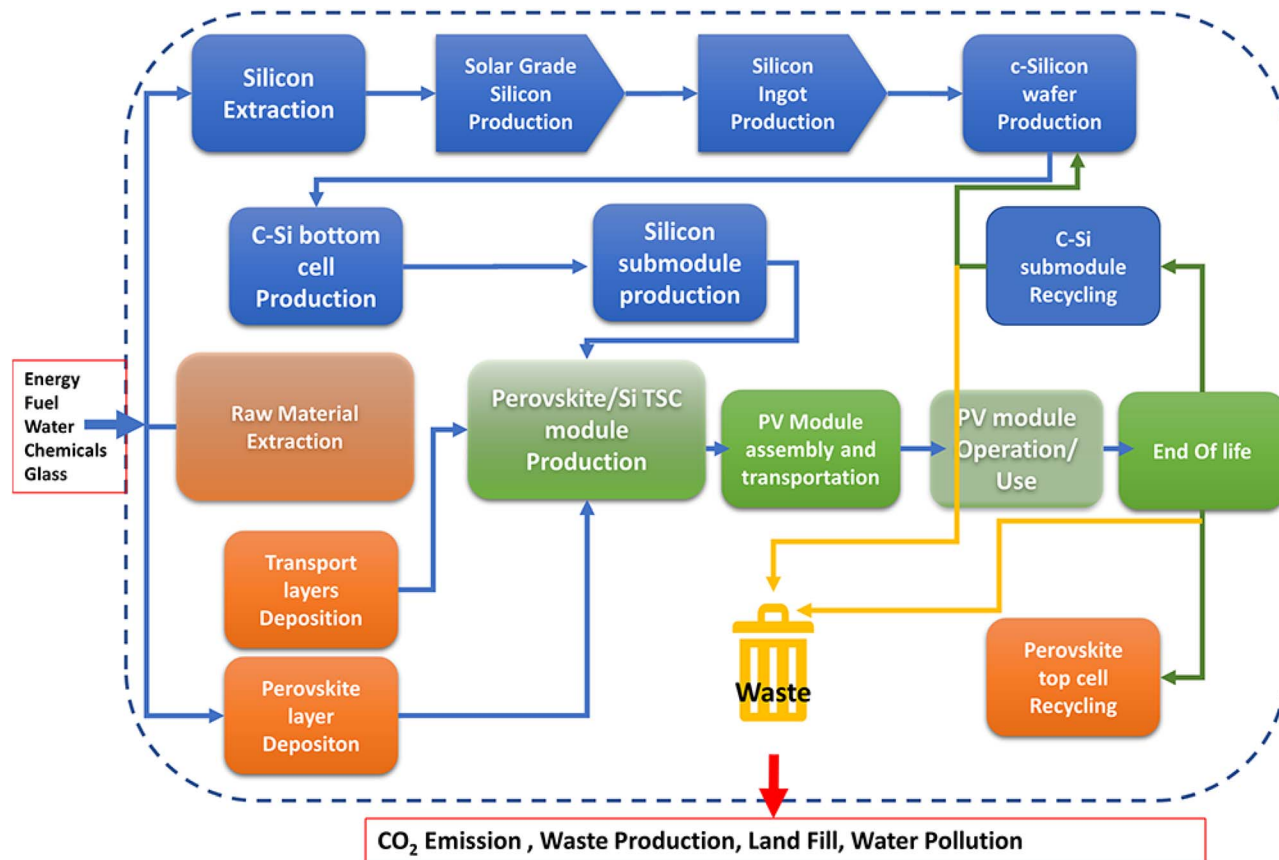 Silicon
Extraction
Solar Grade
Silicon
Production
Silicon
Ingot
Production
c-Silicon
wafer
Production
C-Si bottom
cell
Production
Silicon
submodule
production
C-Si
submodule
Recycling
Energy
Fuel
Water
Chemicals
Glass
Raw Material
Extraction
Perovskite/Si TSC
module
Production
PV Module
assembly and
transportation
PV module
Operation/
Use
End Of life
Transport
layers
Deposition
Perovskite
layer
Depositon
Waste
Perovskite
top cell
Recycling
CO₂ Emission , Waste Production, Land Fill, Water Pollution